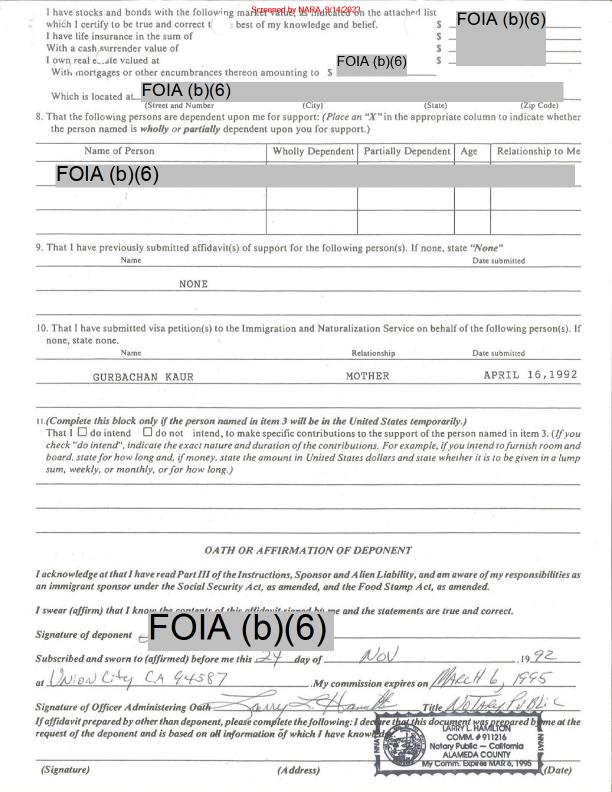 Screened by NARA, 9/14/2023
I have stocks and bonds with the following market value, as indicated on the attached list
which I certify to be true and correct t best of my knowledge and belief. $ FOIA (b)(6)
I have life insurance in the sum of $
With a cash surrender value of $
I own real e ate valued at $ FOIA (b)(6)
With mortgages or other encumbrances thereon amounting to $
Which is located at FOIA (b)(6)
(Street and Number) (City) (State) (Zip Code)
8. That the following persons are dependent upon me for support: (Place an "X" in the appropriate column to indicate whether
the person named is wholly or partially dependent upon you for support.)
Name of Person Wholly Dependent Partially Dependent Age Relationship to Me
FOIA (b)(6)
9. That I have previously submitted affidavit(s) of support for the following person(s). If none, state "None"
Name Date submitted
NONE
10. That I have submitted visa petition(s) to the Immigration and Naturalization Service on behalf of the following person(s). If
none, state none.
Name Relationship Date submitted
GURBACHAN KAUR MOTHER APRIL 16,1992
11.(Complete this block only if the person named in item 3 will be in the United States temporarily.)
That I ☐ do intend ☐ do not intend, to make specific contributions to the support of the person named in item 3. (If you
check "do intend", indicate the exact nature and duration of the contributions. For example, if you intend to furnish room and
board, state for how long and, if money, state the amount in United States dollars and state whether it is to be given in a lump
sum, weekly, or monthly, or for how long.)
OATH OR AFFIRMATION OF DEPONENT
I acknowledge at that I have read Part III of the Instructions, Sponsor and Alien Liability, and am aware of my responsibilities as
an immigrant sponsor under the Social Security Act, as amended, and the Food Stamp Act, as amended.
I swear (affirm) that I know the contents of this affidavit signed by me and the statements are true and correct.
Signature of deponent FOIA (b)(6)
Subscribed and sworn to (affirmed) before me this 24 day of NOV ,19 92
at Union City CA 94587 .My commission expires on MARCH 6, 1995
Signature of Officer Administering Oath Larry L. Hamilton Title Notary Public
If affidavit prepared by other than deponent, please complete the following: I declare that this document was prepared by me at the
request of the deponent and is based on all information of which I have knowledge.
LARRY L. HAMILTON
COMM. # 911216
Notary Public — California
ALAMEDA COUNTY
My Comm. Expires MAR 6, 1995
(Signature) (Address) (Date)